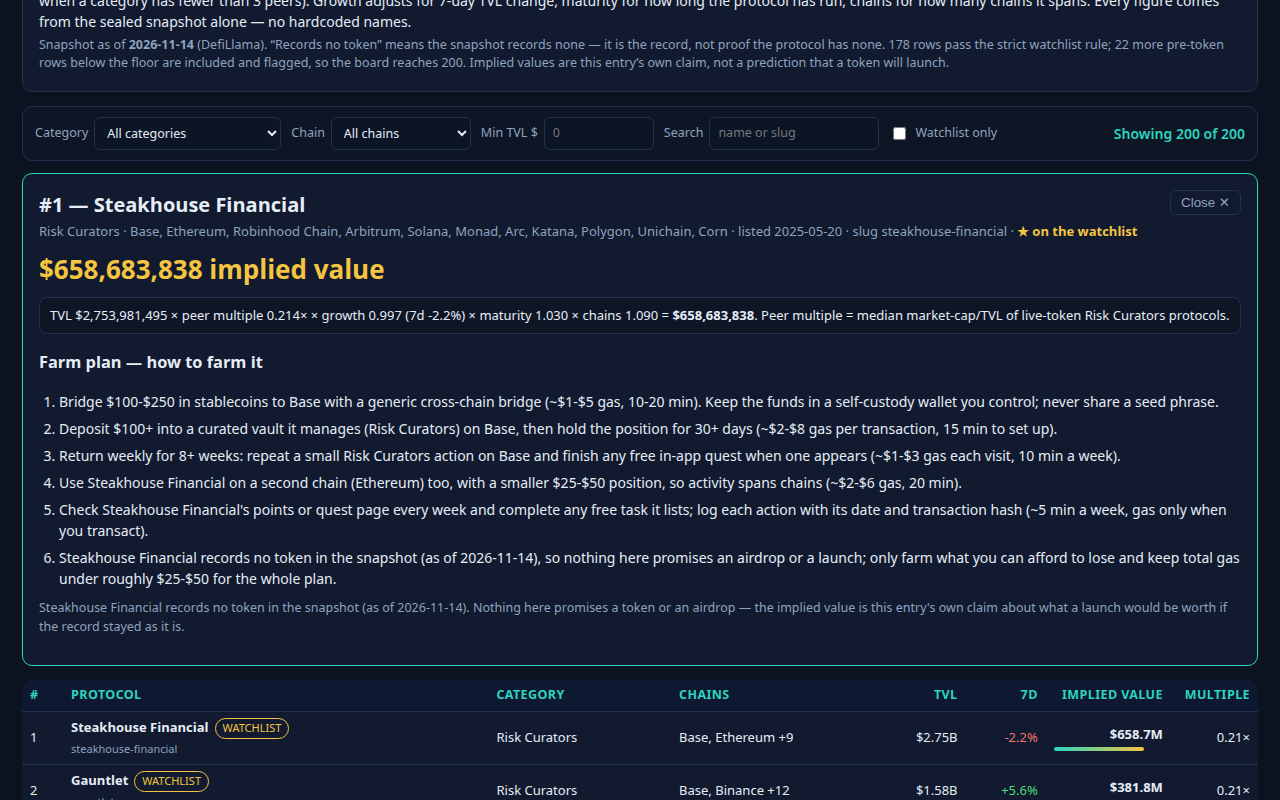 when a category has fewer than 3 peers). Growth adjusts for 7-day TVL change, maturity for how long the protocol has run, chains for how many chains it spans. Every figure comes
from the sealed snapshot alone — no hardcoded names.
Snapshot as of 2026-11-14 (DefiLlama). “Records no token” means the snapshot records none — it is the record, not proof the protocol has none. 178 rows pass the strict watchlist rule; 22 more pre-token
rows below the floor are included and flagged, so the board reaches 200. Implied values are this entry’s own claim, not a prediction that a token will launch.
Category All categories Chain All chains Min TVL $ 0 Search name or slug Watchlist only Showing 200 of 200
#1 — Steakhouse Financial Close ✕
Risk Curators · Base, Ethereum, Robinhood Chain, Arbitrum, Solana, Monad, Arc, Katana, Polygon, Unichain, Corn · listed 2025-05-20 · slug steakhouse-financial · ★ on the watchlist
$658,683,838 implied value
TVL $2,753,981,495 × peer multiple 0.214× × growth 0.997 (7d -2.2%) × maturity 1.030 × chains 1.090 = $658,683,838. Peer multiple = median market-cap/TVL of live-token Risk Curators protocols.
Farm plan — how to farm it
1. Bridge $100-$250 in stablecoins to Base with a generic cross-chain bridge (~$1-$5 gas, 10-20 min). Keep the funds in a self-custody wallet you control; never share a seed phrase.
2. Deposit $100+ into a curated vault it manages (Risk Curators) on Base, then hold the position for 30+ days (~$2-$8 gas per transaction, 15 min to set up).
3. Return weekly for 8+ weeks: repeat a small Risk Curators action on Base and finish any free in-app quest when one appears (~$1-$3 gas each visit, 10 min a week).
4. Use Steakhouse Financial on a second chain (Ethereum) too, with a smaller $25-$50 position, so activity spans chains (~$2-$6 gas, 20 min).
5. Check Steakhouse Financial's points or quest page every week and complete any free task it lists; log each action with its date and transaction hash (~5 min a week, gas only when
you transact).
6. Steakhouse Financial records no token in the snapshot (as of 2026-11-14), so nothing here promises an airdrop or a launch; only farm what you can afford to lose and keep total gas
under roughly $25-$50 for the whole plan.
Steakhouse Financial records no token in the snapshot (as of 2026-11-14). Nothing here promises a token or an airdrop — the implied value is this entry's own claim about what a launch would be worth if
the record stayed as it is.
# PROTOCOL CATEGORY CHAINS TVL 7D IMPLIED VALUE MULTIPLE
1 Steakhouse Financial WATCHLIST Risk Curators Base, Ethereum +9 $2.75B -2.2% $658.7M 0.21×
steakhouse-financial
2 Gauntlet WATCHLIST Risk Curators Base, Binance +12 $1.58B +5.6% $381.8M 0.21×